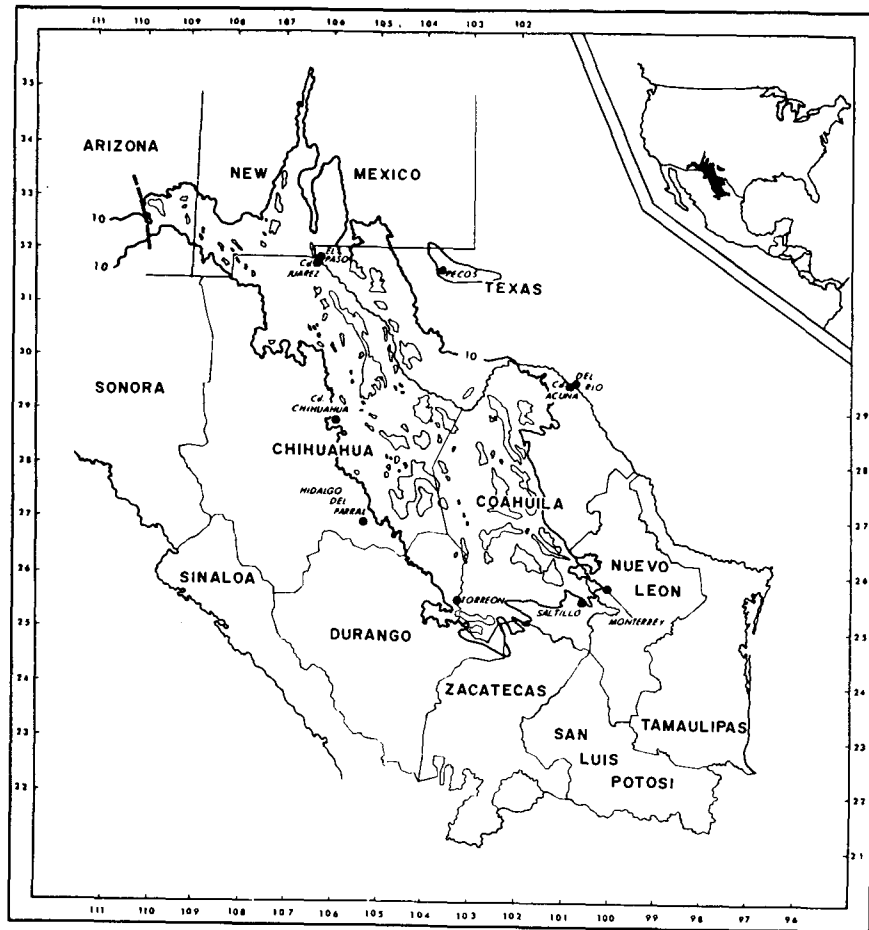 111 110 109 108 107 106 105 104 103 102
35
34
33
32
31
30
29
28
27
26
25
24
23
22
ARIZONA
NEW MEXICO
10
10
EL PASO
Cd. JUAREZ
PECOS
TEXAS
10
SONORA
Cd. CHIHUAHUA
CHIHUAHUA
DEL RIO
Cd. ACUNA
HIDALGO
DEL
PARRAL
COAHUILA
SINALOA
NUEVO
LEON
TORREON
SALTILLO
MONTERREY
DURANGO
ZACATECAS
SAN
LUIS
POTOSI
TAMAULIPAS
29
28
27
26
25
24
23
22
21
111 110 109 108 107 106 105 104 103 102 101 100 99 98 97 96